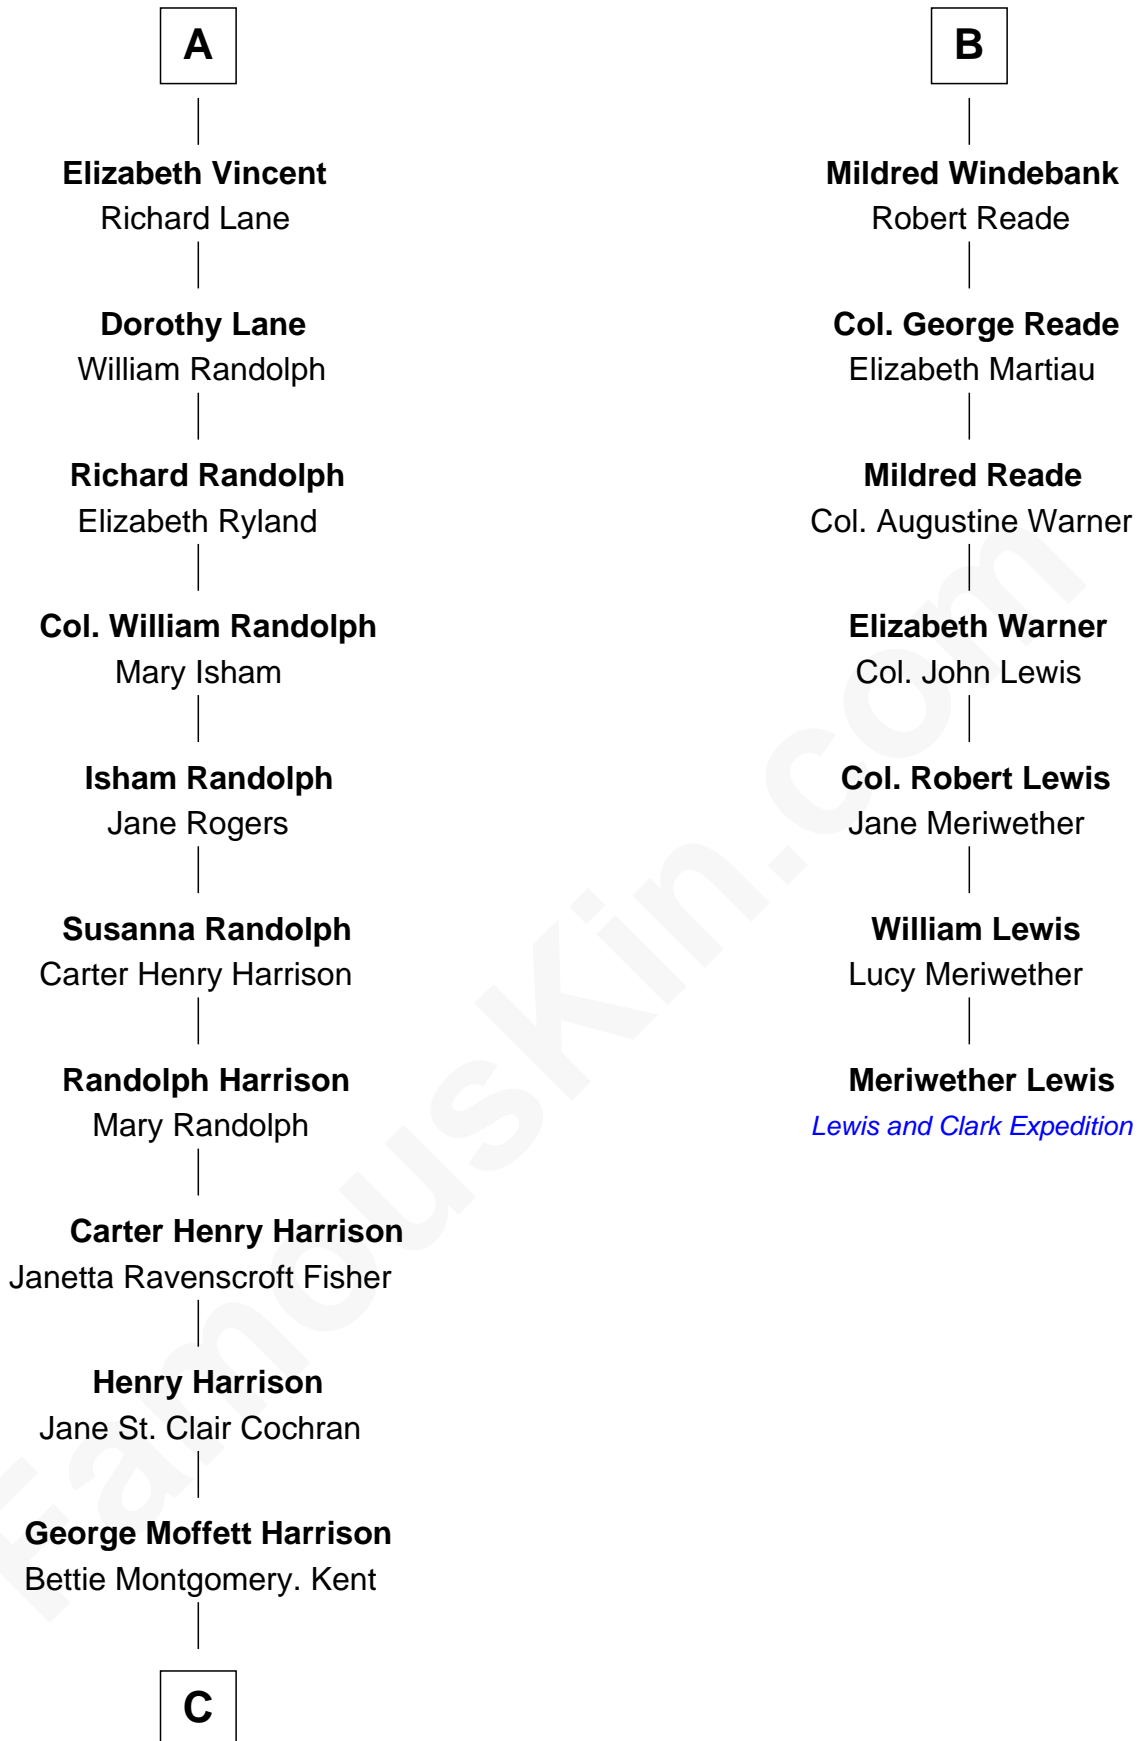 A
Elizabeth Vincent
Richard Lane
Dorothy Lane
William Randolph
Richard Randolph
Elizabeth Ryland
Col. William Randolph
Mary Isham
Isham Randolph
Jane Rogers
Susanna Randolph
Carter Henry Harrison
Randolph Harrison
Mary Randolph
Carter Henry Harrison
Janetta Ravenscroft Fisher
Henry Harrison
Jane St. Clair Cochran
George Moffett Harrison
Bettie Montgomery. Kent
C
B
Mildred Windebank
Robert Reade
Col. George Reade
Elizabeth Martiau
Mildred Reade
Col. Augustine Warner
Elizabeth Warner
Col. John Lewis
Col. Robert Lewis
Jane Meriwether
William Lewis
Lucy Meriwether
Meriwether Lewis
Lewis and Clark Expedition
FamousKin.com